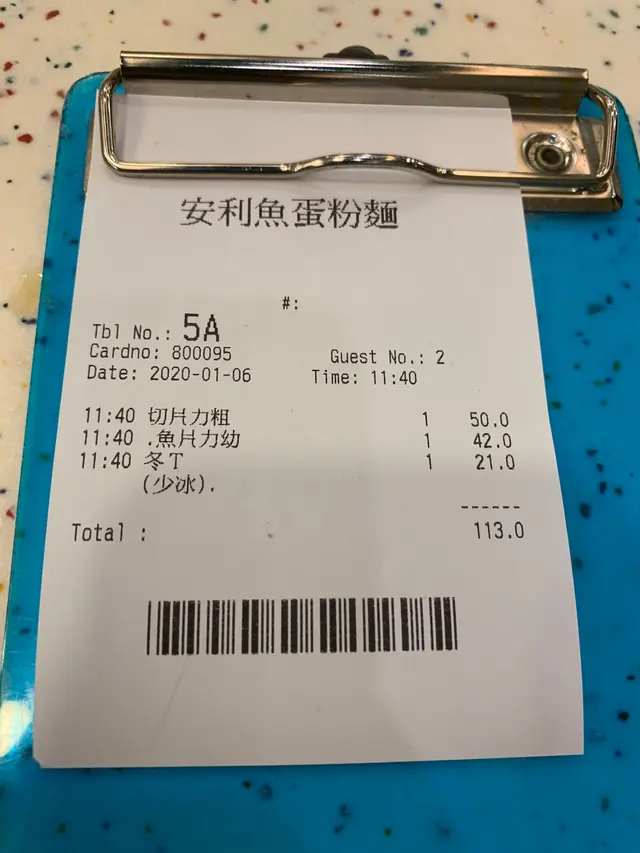 安利魚蛋粉麵
#:
Tbl No.: 5A
Cardno: 800095 Guest No.: 2
Date: 2020-01-06 Time: 11:40
11:40 切片力粗 1 50.0
11:40 .魚片力幼 1 42.0
11:40 冬T 1 21.0
(少冰).
------
Total : 113.0